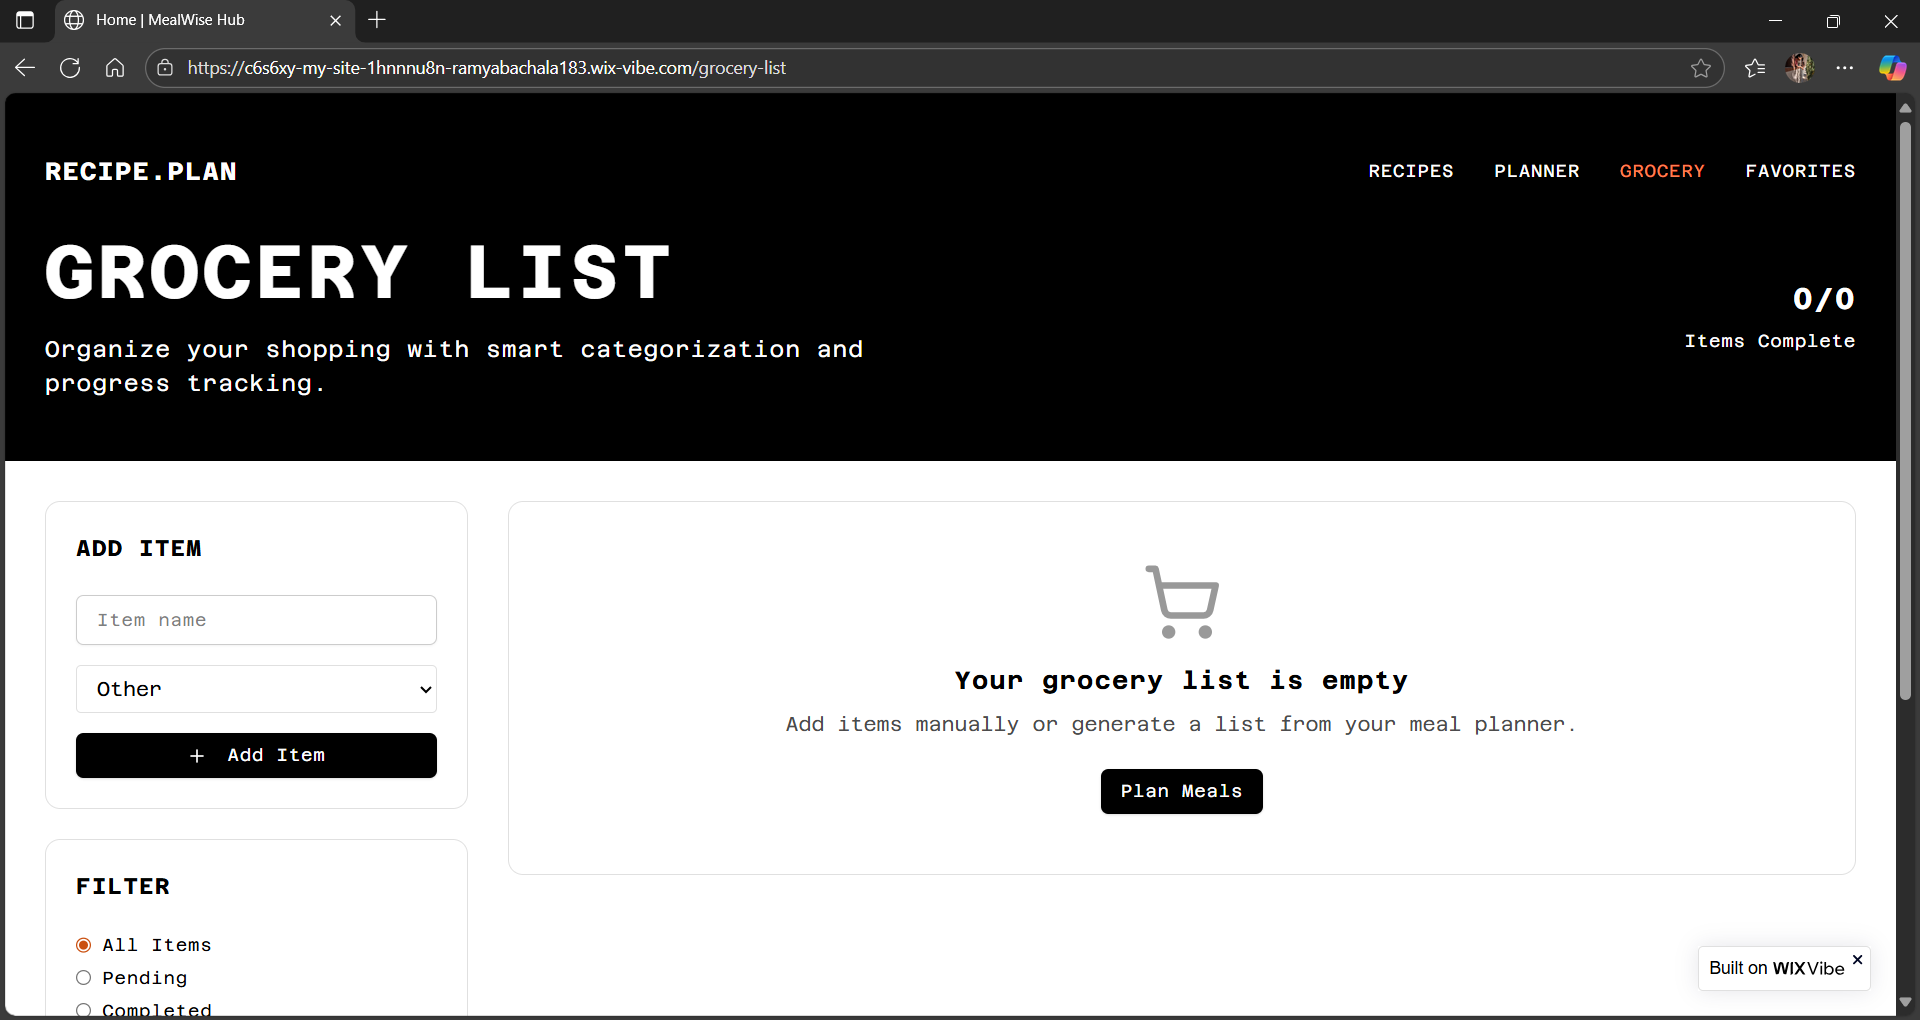 Home | MealWise Hub
https://c6s6xy-my-site-1hnnnu8n-ramyabachala183.wix-vibe.com/grocery-list
RECIPE.PLAN
RECIPES PLANNER GROCERY FAVORITES
GROCERY LIST
Organize your shopping with smart categorization and
progress tracking.
0/0
Items Complete
ADD ITEM
Item name
Other
+ Add Item
FILTER
All Items
Pending
Completed
Your grocery list is empty
Add items manually or generate a list from your meal planner.
Plan Meals
Built on WIX Vibe